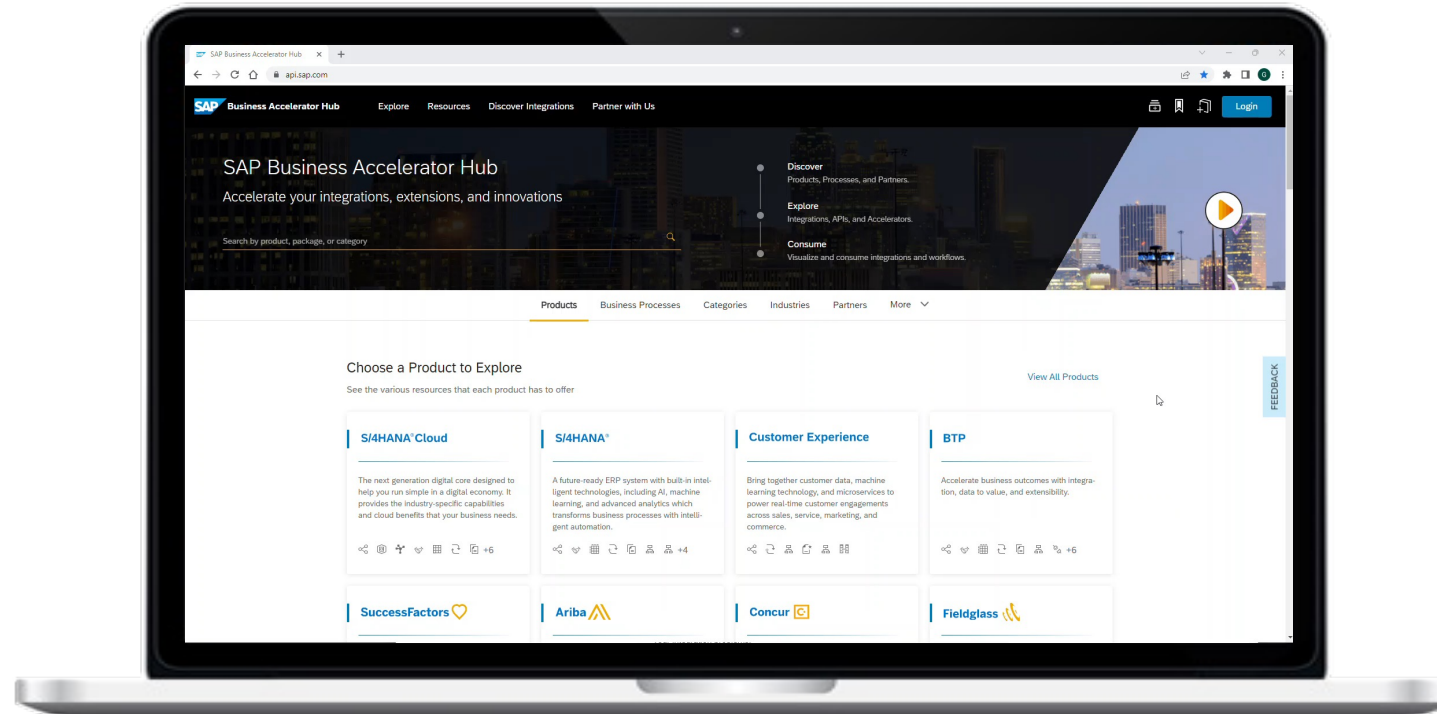 SAP Business Accelerator Hub
api.sap.com
G
SAP Business Accelerator Hub Explore Resources Discover Integrations Partner with Us Login
SAP Business Accelerator Hub
Accelerate your integrations, extensions, and innovations
Search by product, package, or category
Discover
Products, Processes, and Partners.
Explore
Integrations, APIs, and Accelerators.
Consume
Visualize and consume integrations and workflows.
Products Business Processes Categories Industries Partners More
Choose a Product to Explore
See the various resources that each product has to offer
View All Products
FEEDBACK
S/4HANA® Cloud
The next generation digital core designed to
help you run simple in a digital economy. It
provides the industry-specific capabilities
and cloud benefits that your business needs.
+6
S/4HANA®
A future-ready ERP system with built-in intel-
ligent technologies, including AI, machine
learning, and advanced analytics which
transforms business processes with intelli-
gent automation.
+4
Customer Experience
Bring together customer data, machine
learning technology, and microservices to
power real-time customer engagements
across sales, service, marketing, and
commerce.
BTP
Accelerate business outcomes with integra-
tion, data to value, and extensibility.
+6
SuccessFactors
Ariba
Concur
Fieldglass